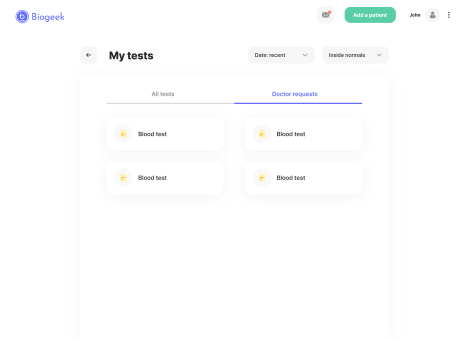 Biogeek
Add a patient!
John
My tests
Date: recent
Inside normals
All tests
Doctor requests
Blood test
Blood test
Blood test
Blood test